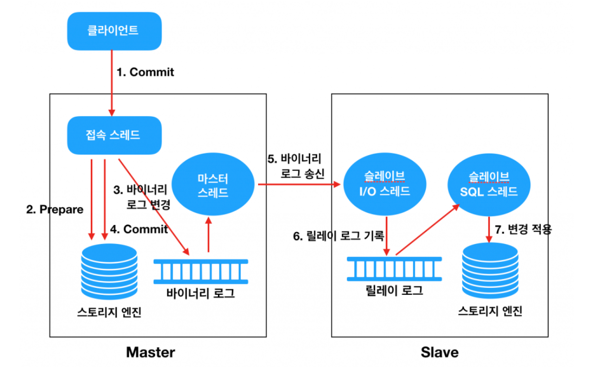 클라이언트
1. Commit
접속 스레드
2. Prepare
3. 바이너리
로그 변경
4. Commit
스토리지 엔진
바이너리 로그
마스터
스레드
5. 바이너리
로그 송신
슬레이브
I/O 스레드
6. 릴레이 로그 기록
릴레이 로그
슬레이브
SQL 스레드
7. 변경 적용
스토리지 엔진
Master
Slave